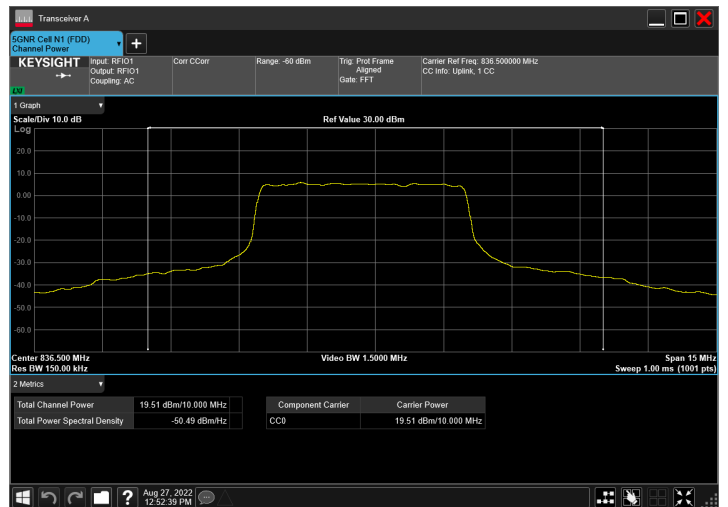 Transceiver A
5GNR Cell N1 (FDD)
Channel Power
KEYSIGHT
Input: RFIO1
Output: RFIO1
Coupling: AC
Corr CCorr
Range: -60 dBm
Trig: Prot Frame
Aligned
Gate: FFT
Carrier Ref Freq: 836.500000 MHz
CC Info: Uplink, 1 CC
LXI
1 Graph
Scale/Div 10.0 dB
Ref Value 30.00 dBm
Log
20.0
10.0
0.00
-10.0
-20.0
-30.0
-40.0
-50.0
-60.0
Center 836.500 MHz
Video BW 1.5000 MHz
Span 15 MHz
Res BW 150.00 kHz
Sweep 1.00 ms (1001 pts)
2 Metrics
Total Channel Power 19.51 dBm/10.000 MHz
Total Power Spectral Density -50.49 dBm/Hz
Component Carrier Carrier Power
CC0 19.51 dBm/10.000 MHz
?
Aug 27, 2022
12:52:39 PM